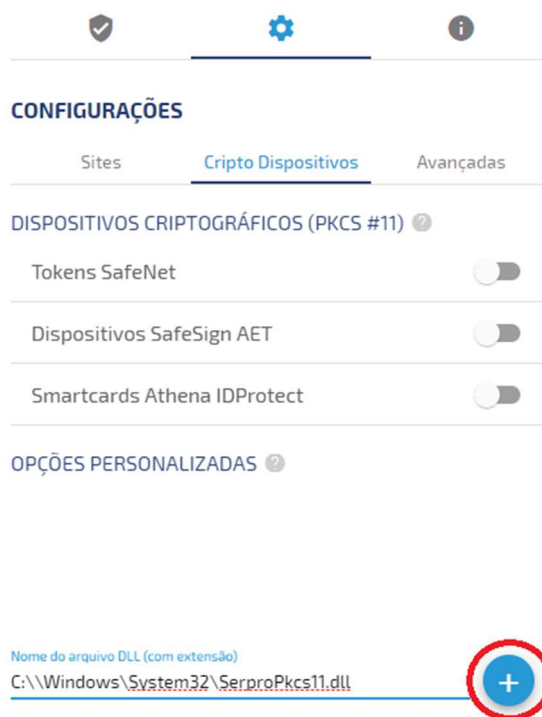 CONFIGURAÇÕES
Sites Cripto Dispositivos Avançadas
DISPOSITIVOS CRIPTOGRÁFICOS (PKCS #11) ?
Tokens SafeNet
Dispositivos SafeSign AET
Smartcards Athena IDProtect
OPÇÕES PERSONALIZADAS ?
Nome do arquivo DLL (com extensão)
C:\\Windows\System32\SerproPkcs11.dll +